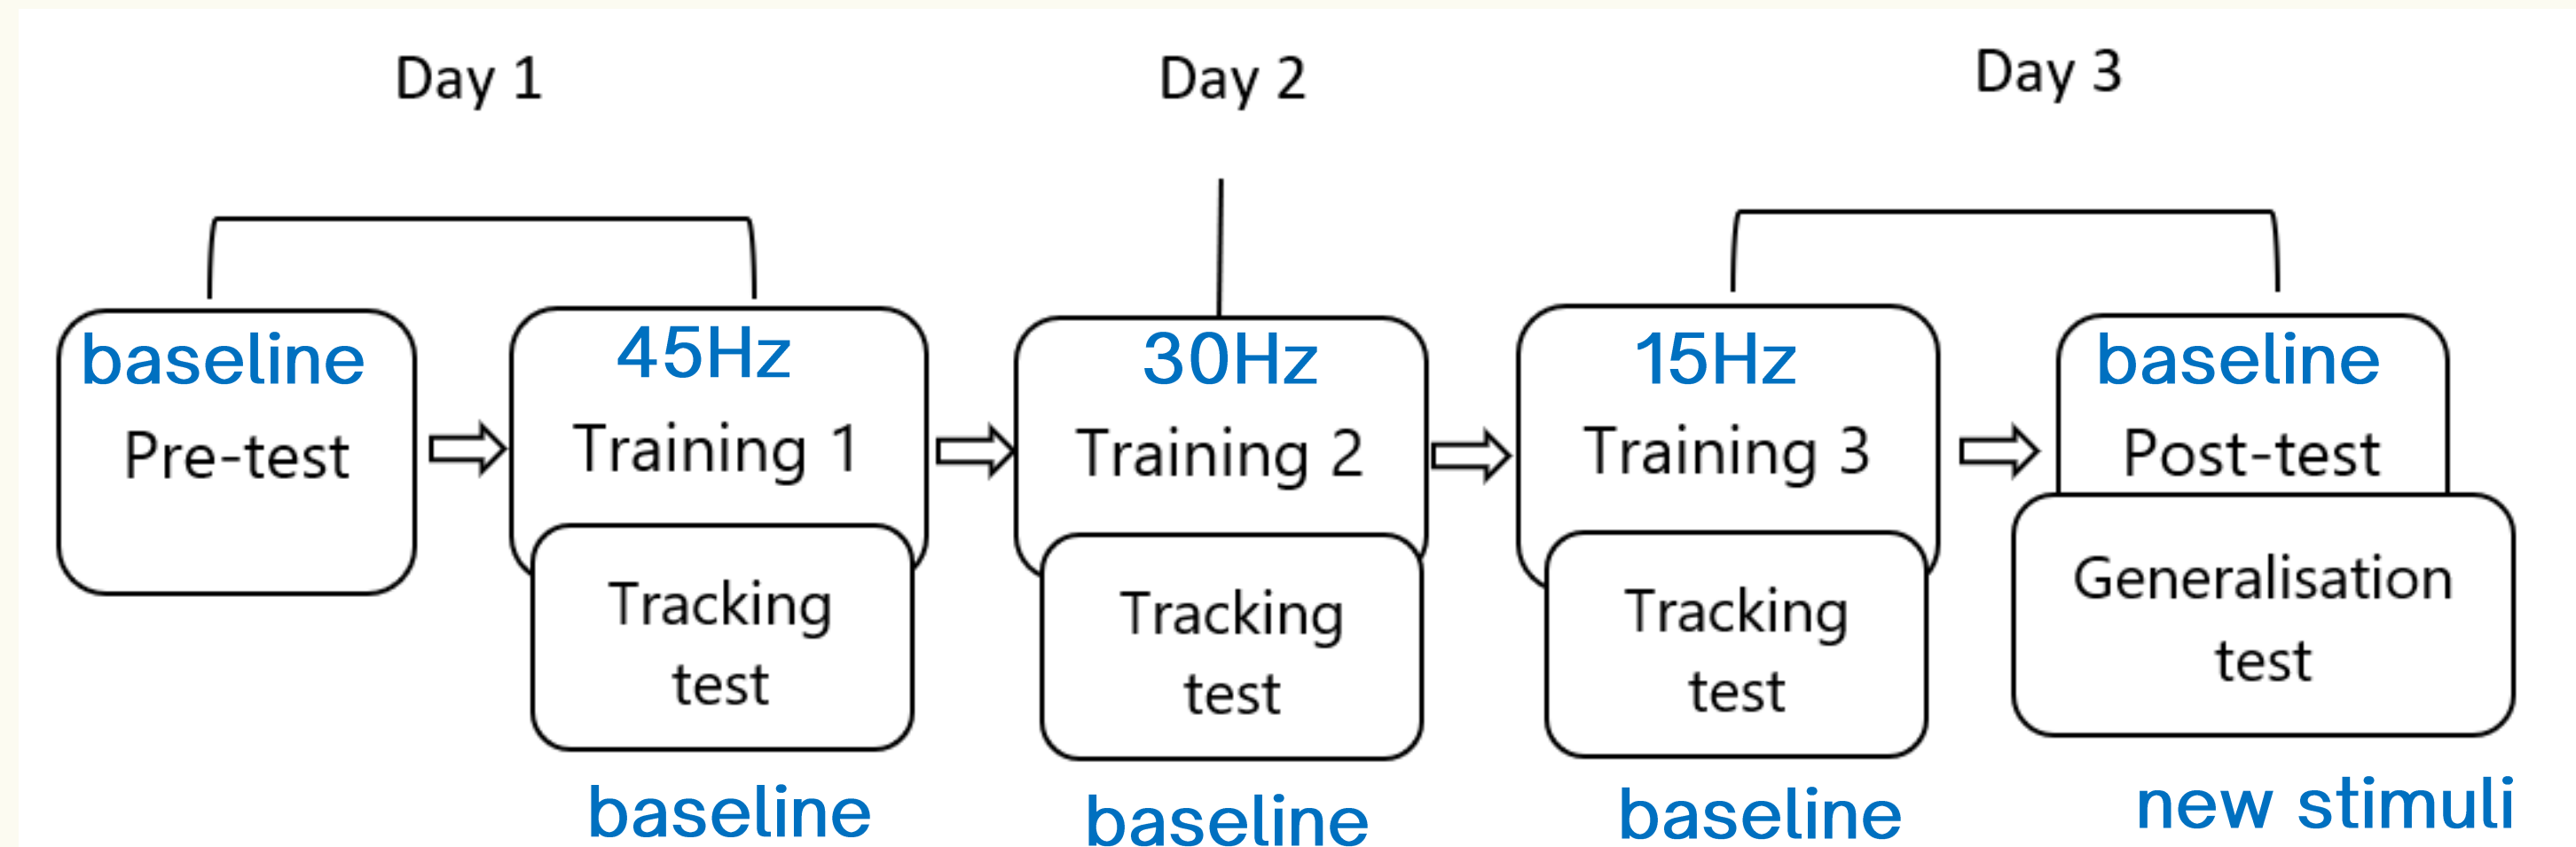 Day 1
Day 2
Day 3
baseline
Pre-test
45Hz
Training 1
Tracking
test
baseline
30Hz
Training 2
Tracking
test
baseline
15Hz
Training 3
Tracking
test
baseline
baseline
Post-test
Generalisation
test
new stimuli